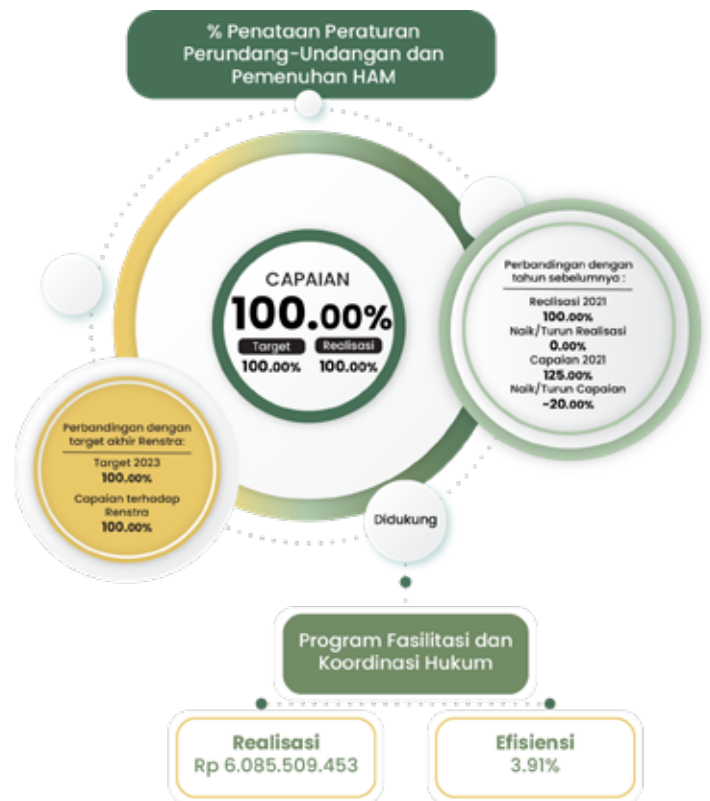 % Penataan Peraturan
Perundang-Undangan dan
Pemenuhan HAM
CAPAIAN
100.00%
Target Realisasi
100.00% 100.00%
Perbandingan dengan
tahun sebelumnya :
Realisasi 2021
100.00%
Naik/Turun Realisasi
0.00%
Capaian 2021
125.00%
Naik/Turun Capaian
-20.00%
Perbandingan dengan
target akhir Renstra:
Target 2023
100.00%
Capaian terhadap
Renstra
100.00%
Didukung
Program Fasilitasi dan
Koordinasi Hukum
Realisasi
Rp 6.085.509.453
Efisiensi
3.91%